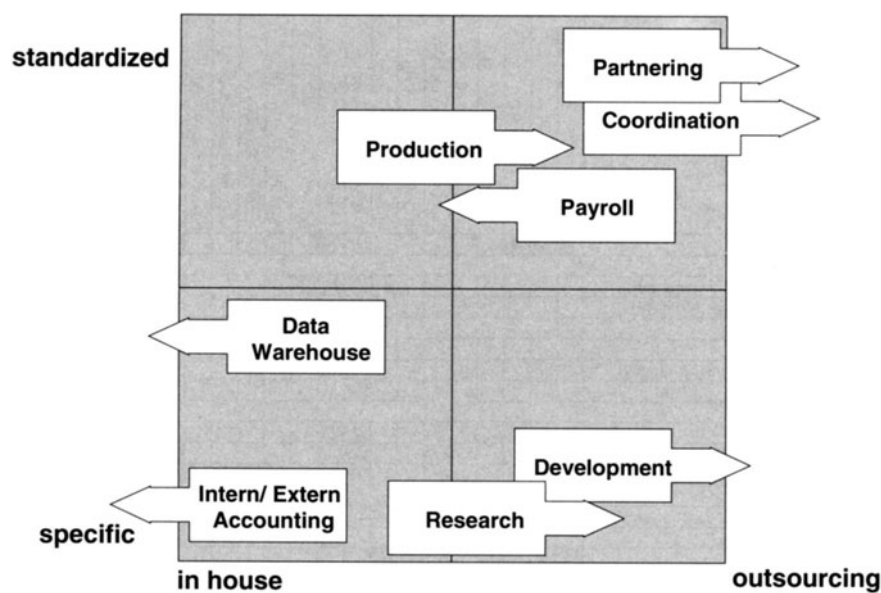 standardized
Partnering
Coordination
Production
Payroll
Data
Warehouse
Development
Intern/ Extern
Accounting
Research
specific
in house
outsourcing